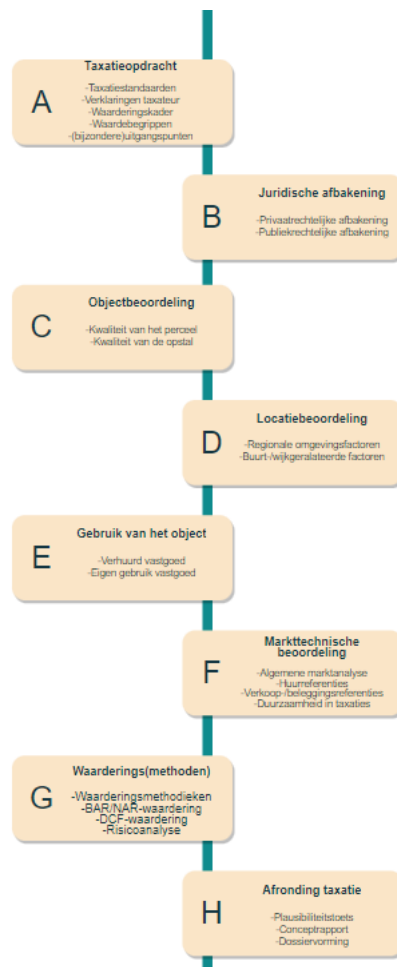 Taxatieopdracht
A
-Taxatiestandaarden
-Verklaringen taxateur
-Waarderingskader
-Waardebegrippen
-(bijzondere)uitgangspunten
Juridische afbakening
B
-Privaatrechtelijke afbakening
-Publiekrechtelijke afbakening
Objectbeoordeling
C
-Kwaliteit van het perceel
-Kwaliteit van de opstal
Locatiebeoordeling
D
-Regionale omgevingsfactoren
-Buurt-/wijkgeralateerde factoren
Gebruik van het object
E
-Verhuurd vastgoed
-Eigen gebruik vastgoed
Markttechnische
beoordeling
F
-Algemene marktanalyse
-Huurreferenties
-Verkoop-/beleggingsreferenties
-Duurzaamheid in taxaties
Waarderings(methoden)
G
-Waarderingsmethodieken
-BAR/NAR-waardering
-DCF-waardering
-Risicoanalyse
Afronding taxatie
H
-Plausibiliteitstoets
-Conceptrapport
-Dossiervorming